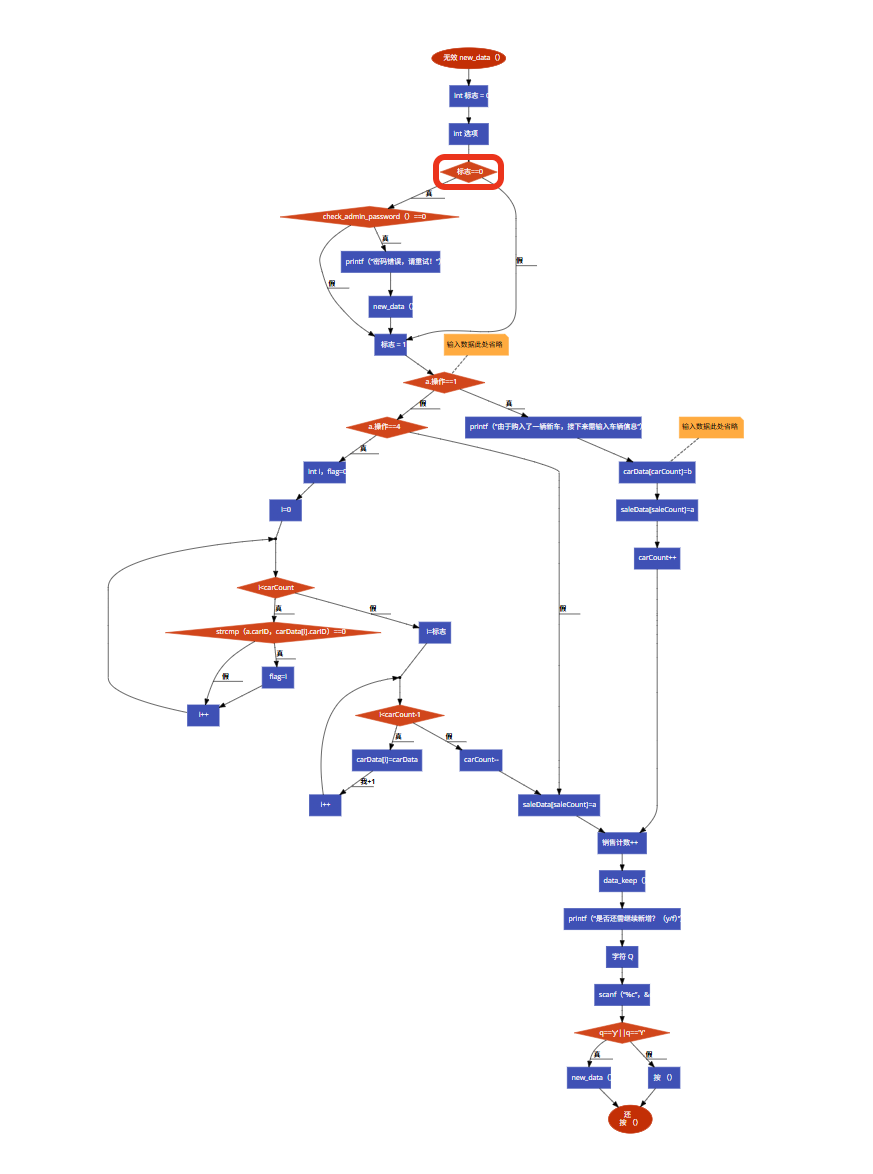 无效 new_data（）
int 标志 = 0
int 选项
标志==0
真
check_admin_password（）==0
真
printf（"密码错误，请重试！"）
假
假
new_data（）
标志 = 1
输入数据此处省略
a.操作==1
假
真
a.操作==4
printf（"由于购入了一辆新车，接下来需输入车辆信息"）
输入数据此处省略
真
int i，flag=0
carData[carCount]=b
i=0
saleData[saleCount]=a
carCount++
i<carCount
真
假
假
strcmp（a.carID，carData[i].carID）==0
i=标志
真
假
flag=i
i++
i<carCount-1
真
假
carData[i]=carData
carCount--
我+1
i++
saleData[saleCount]=a
销售计数++
data_keep（）
printf（"是否还需继续新增？（y/f）"
字符 Q
scanf（"%c"，&
q=='y'||q=='Y'
真
假
new_data（）
按 （）
还
按 （）